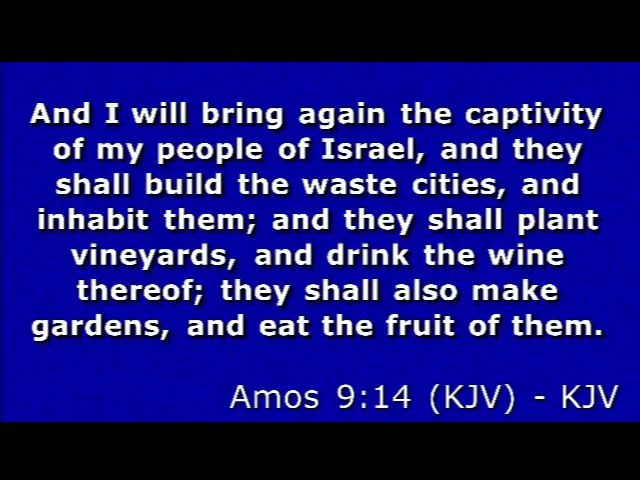 And I will bring again the captivity
of my people of Israel, and they
shall build the waste cities, and
inhabit them; and they shall plant
vineyards, and drink the wine
thereof; they shall also make
gardens, and eat the fruit of them.
Amos 9:14 (KJV) - KJV